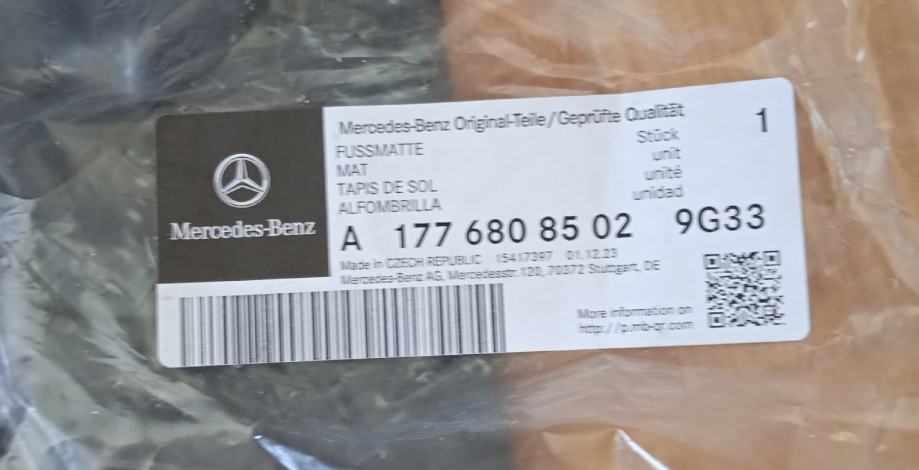 Mercedes-Benz Original-Teile/Geprüfte Qualität 1
FUSSMATTE Stück
MAT unit
TAPIS DE SOL unité
ALFOMBRILLA unidad
Mercedes-Benz
A 177 680 85 02 9G33
Made in CZECH REPUBLIC 15417397 01.12.23
Mercedes-Benz AG, Mercedesstr.120, 70372 Stuttgart, DE
More information on
http://p.mb-qr.com